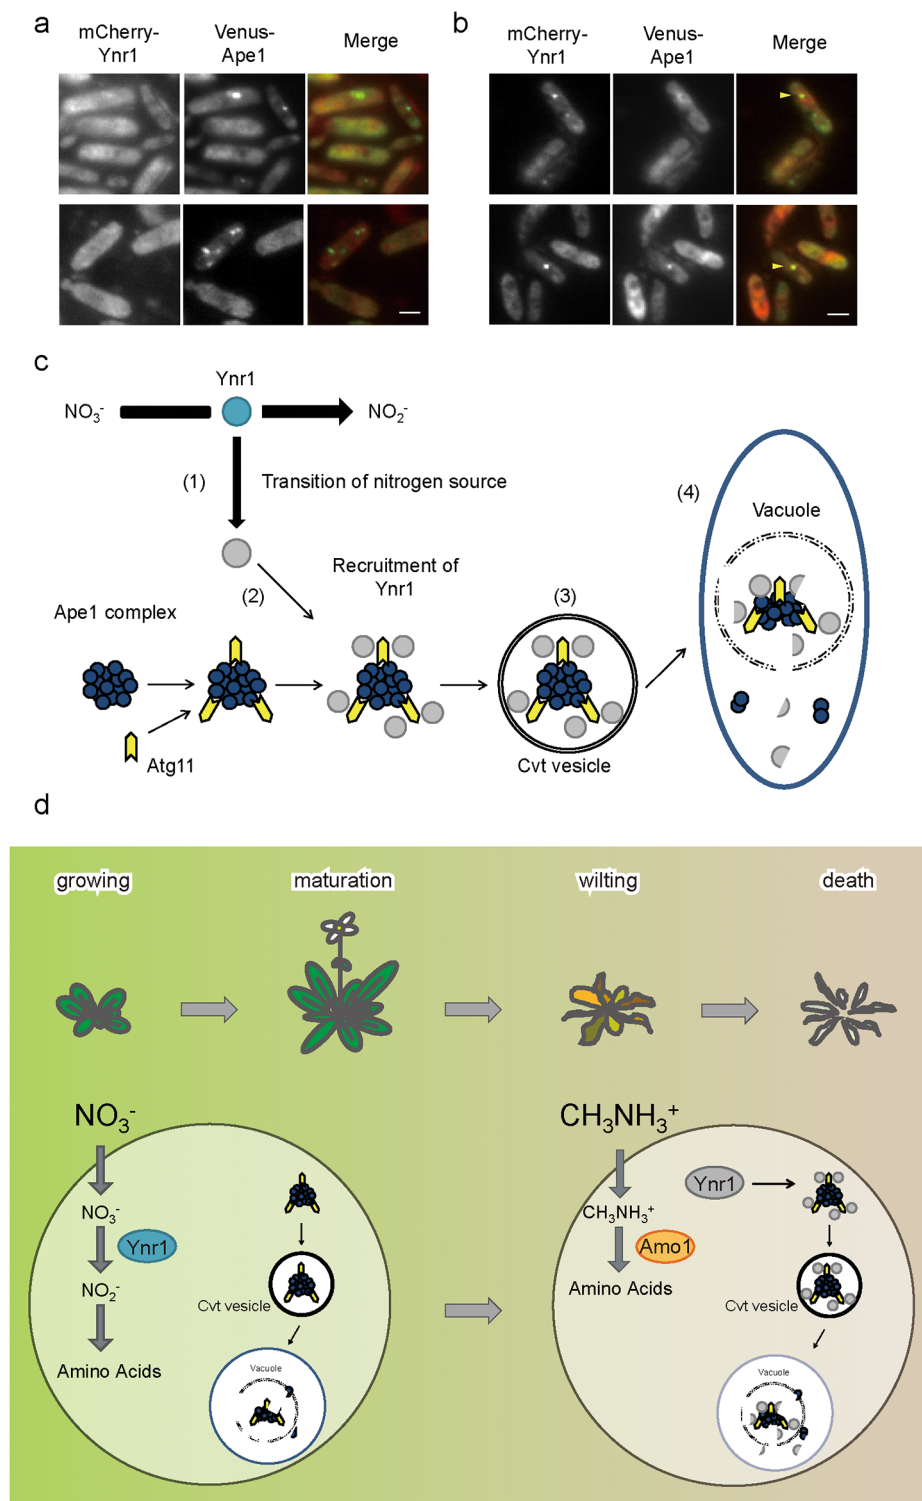 a
mCherry-
Ynr1
Venus-
Ape1
Merge
b
mCherry-
Ynr1
Venus-
Ape1
Merge
c
Ynr1
NO3-
NO2-
(1)
Transition of nitrogen source
(4)
Vacuole
Recruitment of
Ynr1
(2)
(3)
Ape1 complex
Atg11
Cvt vesicle
d
growing
maturation
wilting
death
NO3-
NO3-
Ynr1
NO2-
Amino Acids
Cvt vesicle
Vacuole
CH3NH3+
Ynr1
CH3NH3+
Amo1
Amino Acids
Cvt vesicle
Vacuole